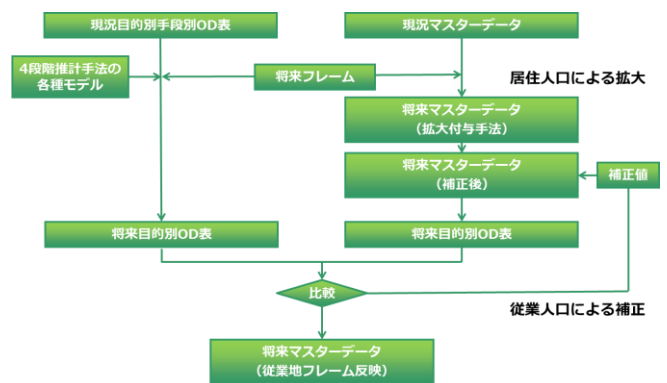 現況目的別手段別OD表
現況マスターデータ
4段階推計手法の
各種モデル
将来フレーム
居住人口による拡大
将来マスターデータ
（拡大付与手法）
将来マスターデータ
（補正後）
補正値
将来目的別OD表
将来目的別OD表
比較
従業人口による補正
将来マスターデータ
（従業地フレーム反映）